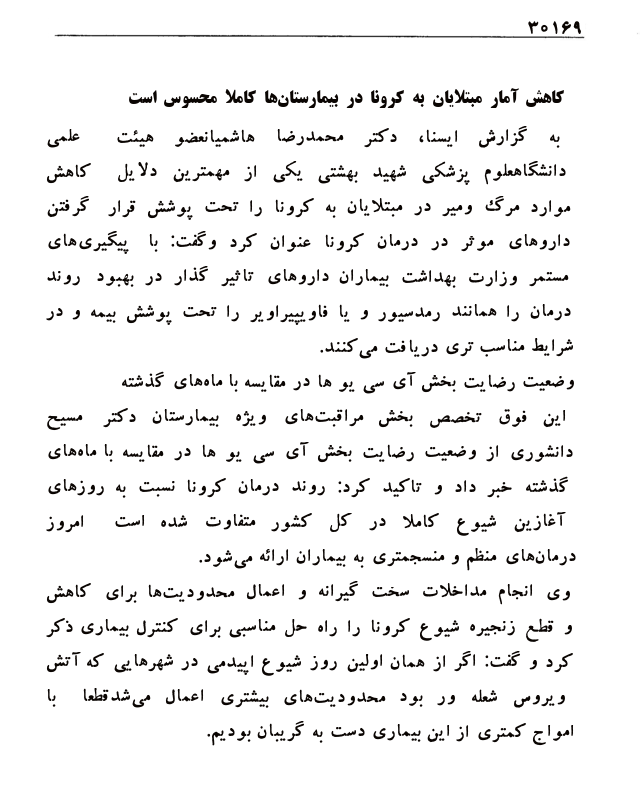 ۳۰۱۶۹
کاهش آمار مبتلایان به کرونا در بیمارستان‌ها کاملا محسوس است
به گزارش ایسنا، دکتر محمدرضا هاشمیانعضو هیئت علمی
دانشگاهعلوم پزشکی شهید بهشتی یکی از مهمترین دلایل کاهش
موارد مرگ ومیر در مبتلایان به کرونا را تحت پوشش قرار گرفتن
داروهای موثر در درمان کرونا عنوان کرد وگفت: با پیگیری‌های
مستمر وزارت بهداشت بیماران داروهای تاثیر گذار در بهبود روند
درمان را همانند رمدسیور و یا فاویپیراویر را تحت پوشش بیمه و در
شرایط مناسب تری دریافت می‌کنند.
وضعیت رضایت بخش آی سی یو ها در مقایسه با ماه‌های گذشته
این فوق تخصص بخش مراقبت‌های ویژه بیمارستان دکتر مسیح
دانشوری از وضعیت رضایت بخش آی سی یو ها در مقایسه با ماه‌های
گذشته خبر داد و تاکید کرد: روند درمان کرونا نسبت به روزهای
آغازین شیوع کاملا در کل کشور متفاوت شده است امروز
درمان‌های منظم و منسجمتری به بیماران ارائه می‌شود.
وی انجام مداخلات سخت گیرانه و اعمال محدودیت‌ها برای کاهش
و قطع زنجیره شیوع کرونا را راه حل مناسبی برای کنترل بیماری ذکر
کرد و گفت: اگر از همان اولین روز شیوع اپیدمی در شهرهایی که آتش
ویروس شعله ور بود محدودیت‌های بیشتری اعمال می‌شدقطعا با
امواج کمتری از این بیماری دست به گریبان بودیم.